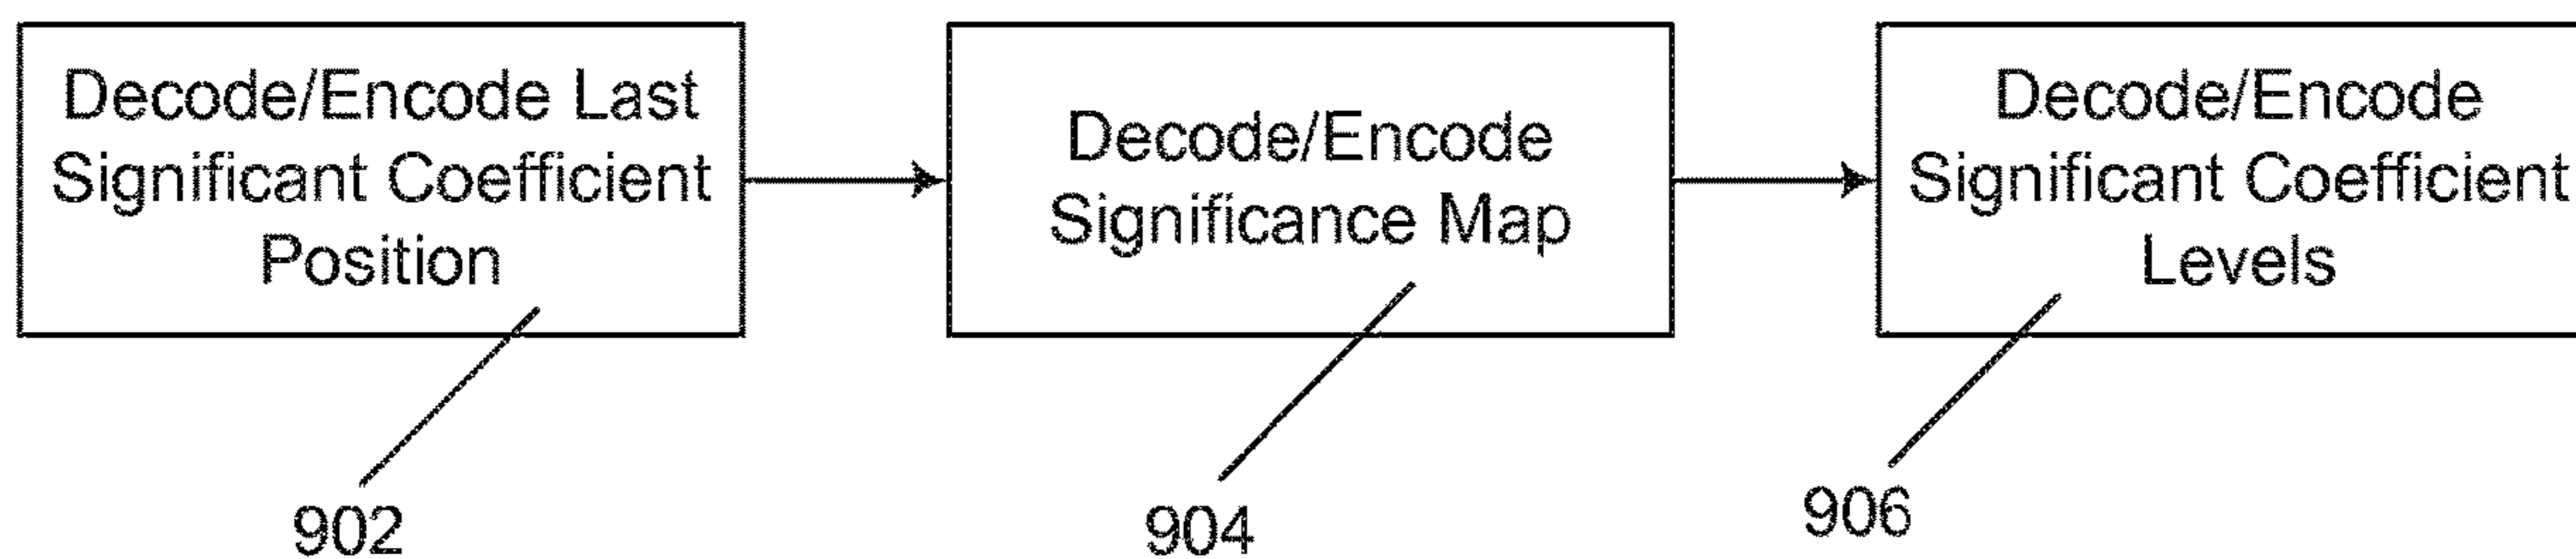 Decode/Encode Last
Significant Coefficient
Position
Decode/Encode
Significance Map
Decode/Encode
Significant Coefficient
Levels
902
904
906